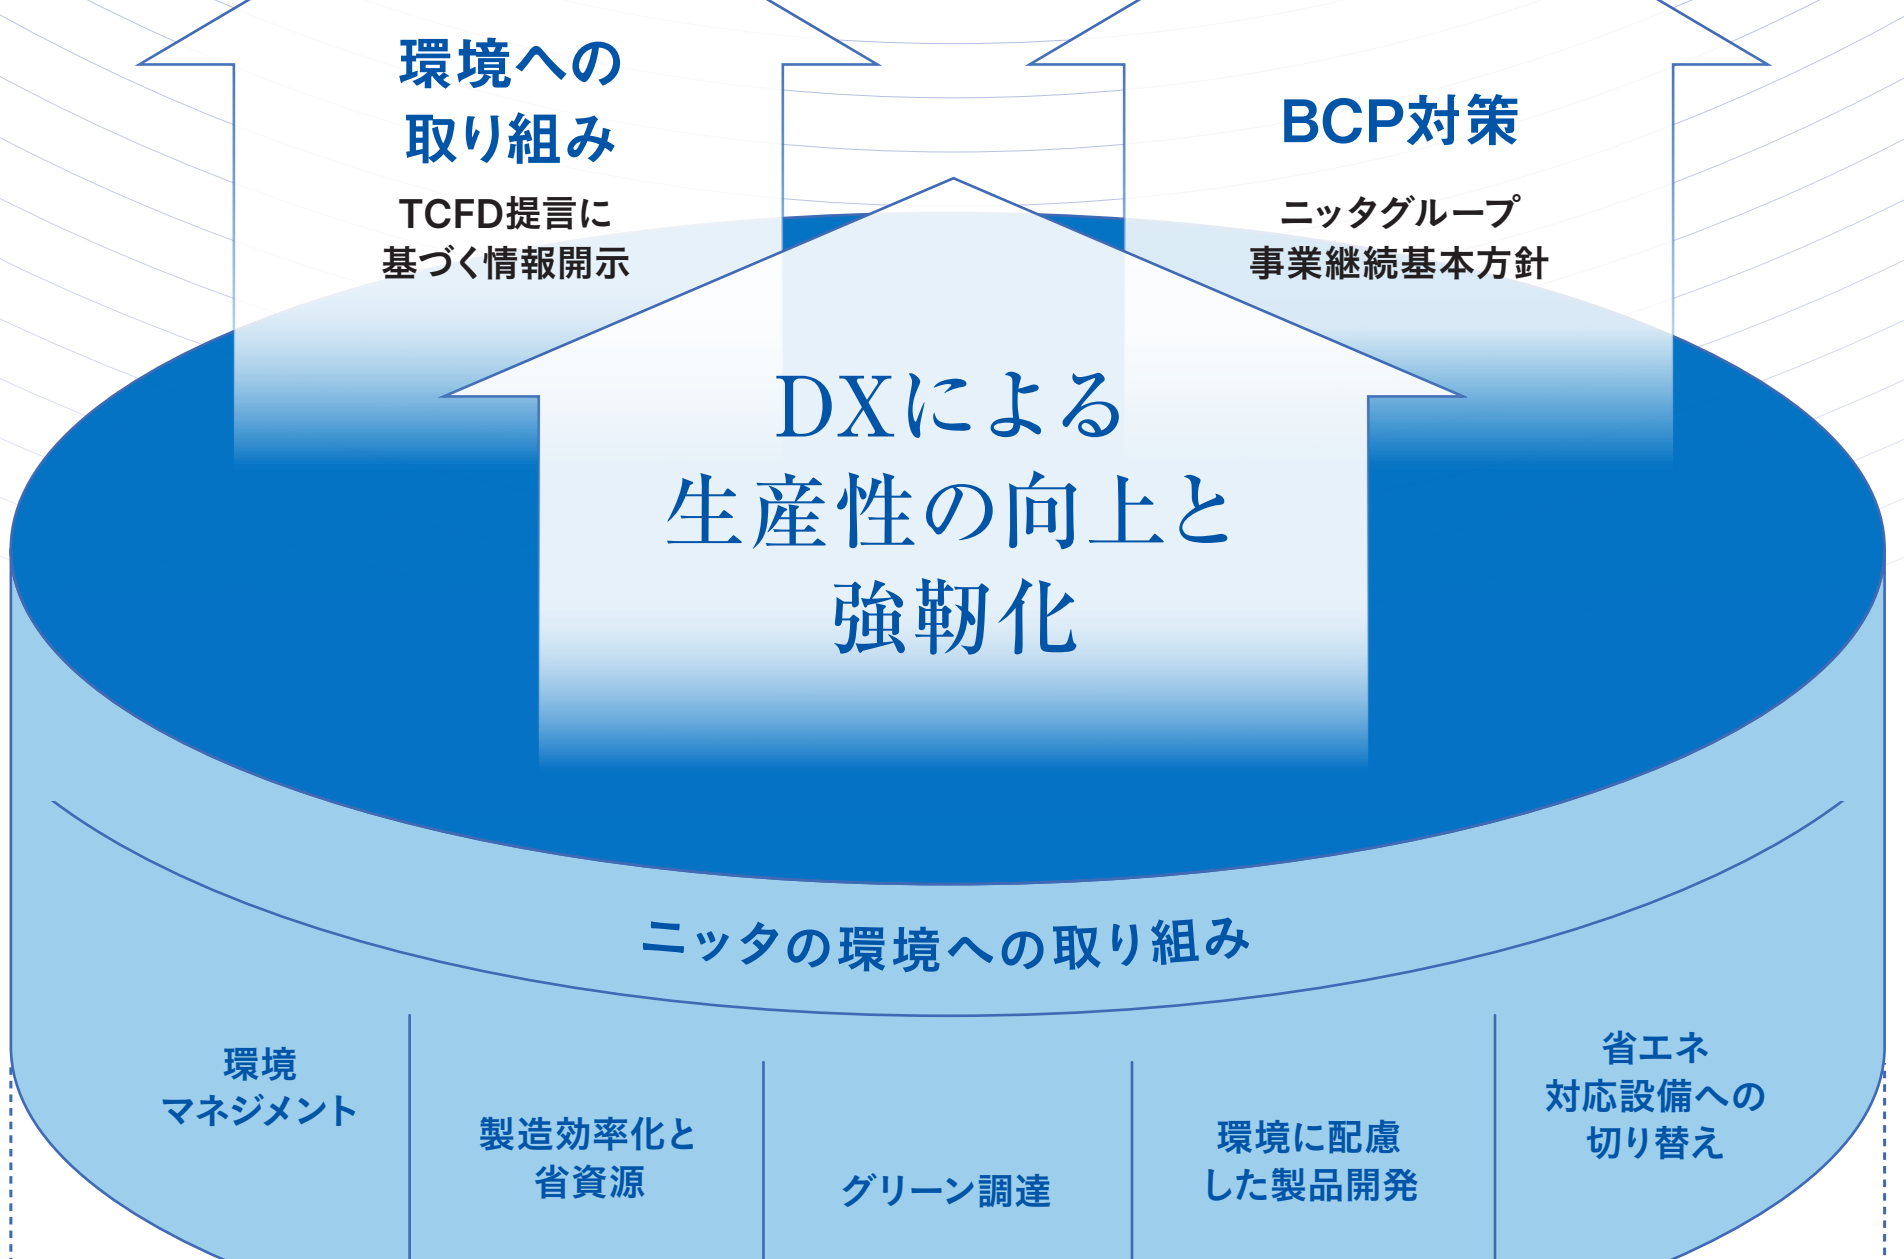 環境への
取り組み
TCFD提言に
基づく情報開示
BCP対策
ニッタグループ
事業継続基本方針
DXによる
生産性の向上と
強靭化
ニッタの環境への取り組み
環境
マネジメント
製造効率化と
省資源
グリーン調達
環境に配慮
した製品開発
省エネ
対応設備への
切り替え